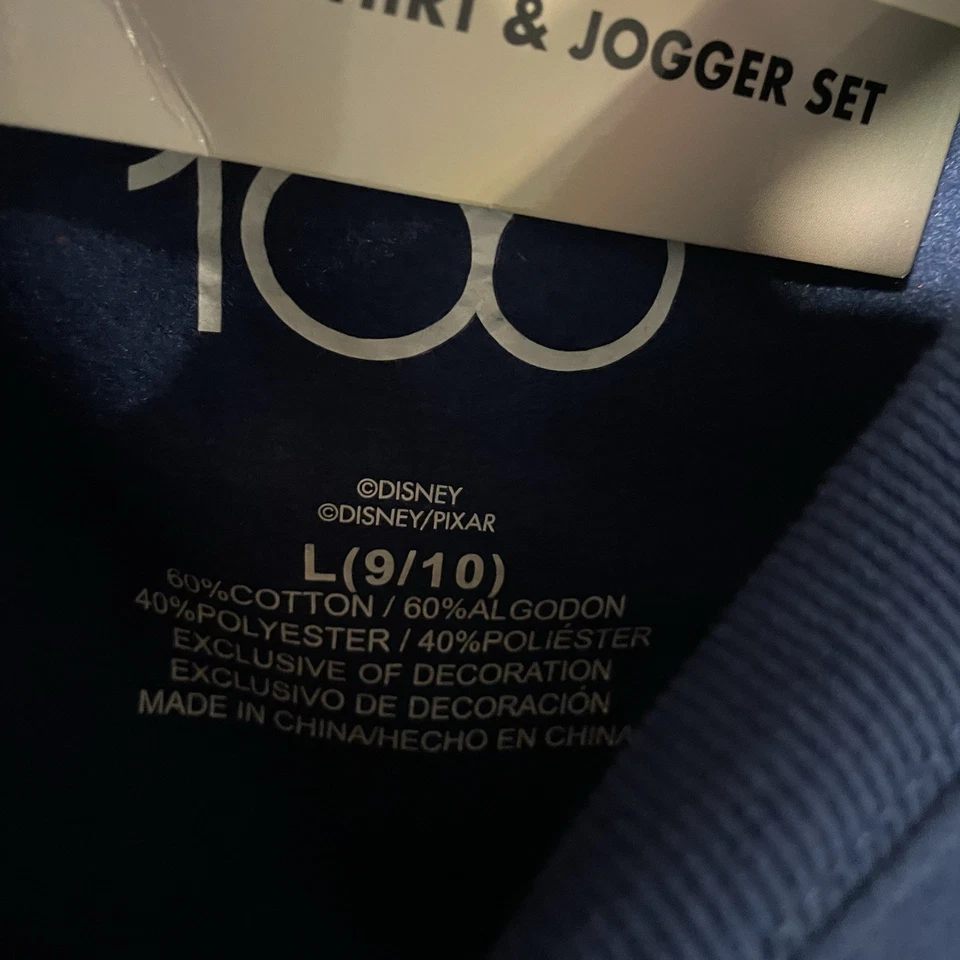 & JOGGER SET
100
©DISNEY
©DISNEY/PIXAR
L(9/10)
60%COTTON / 60%ALGODON
40%POLYESTER / 40%POLIÉSTER
EXCLUSIVE OF DECORATION
EXCLUSIVO DE DECORACIÓN
MADE IN CHINA/HECHO EN CHINA